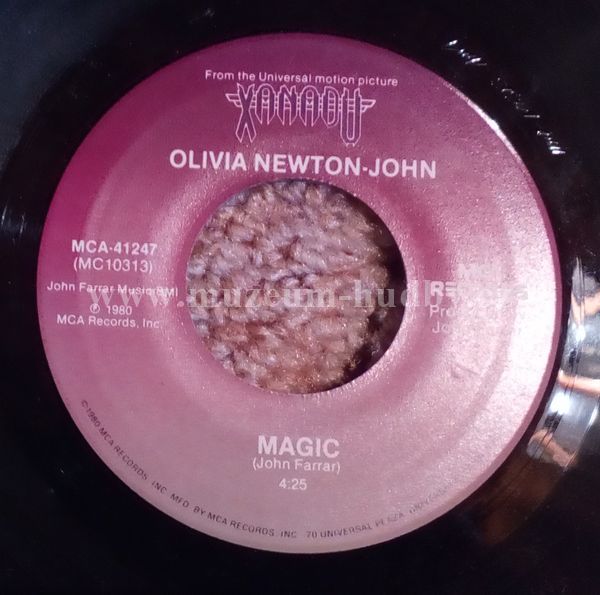 From the Universal motion picture
XANADU
OLIVIA NEWTON-JOHN
MCA-41247
(MC10313)
John Farrar Music BMI)
℗ 1980
MCA Records, Inc.
MAGIC
(John Farrar)
4:25
©1980 MCA RECORDS, INC. MFD. BY MCA RECORDS, INC. 70 UNIVERSAL PLAZA,
www.muzeum-hudby